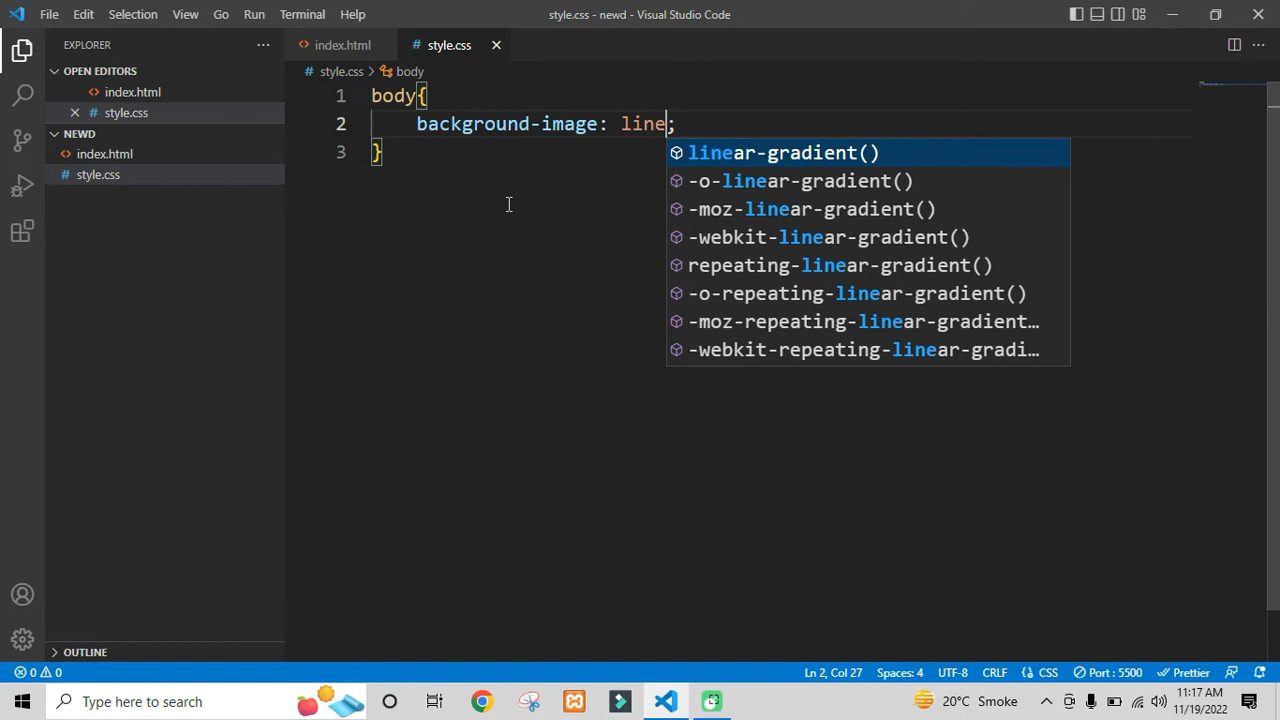 File Edit Selection View Go Run Terminal Help style.css - newd - Visual Studio Code
EXPLORER
index.html style.css
OPEN EDITORS
index.html
style.css
NEWD
index.html
style.css
style.css > body
1 body{
2 background-image: line;
3 }
linear-gradient()
-o-linear-gradient()
-moz-linear-gradient()
-webkit-linear-gradient()
repeating-linear-gradient()
-o-repeating-linear-gradient()
-moz-repeating-linear-gradient…
-webkit-repeating-linear-gradi…
OUTLINE
0 0 Ln 2, Col 27 Spaces: 4 UTF-8 CRLF CSS Port : 5500 Prettier
Type here to search
20°C Smoke
11:17 AM
11/19/2022